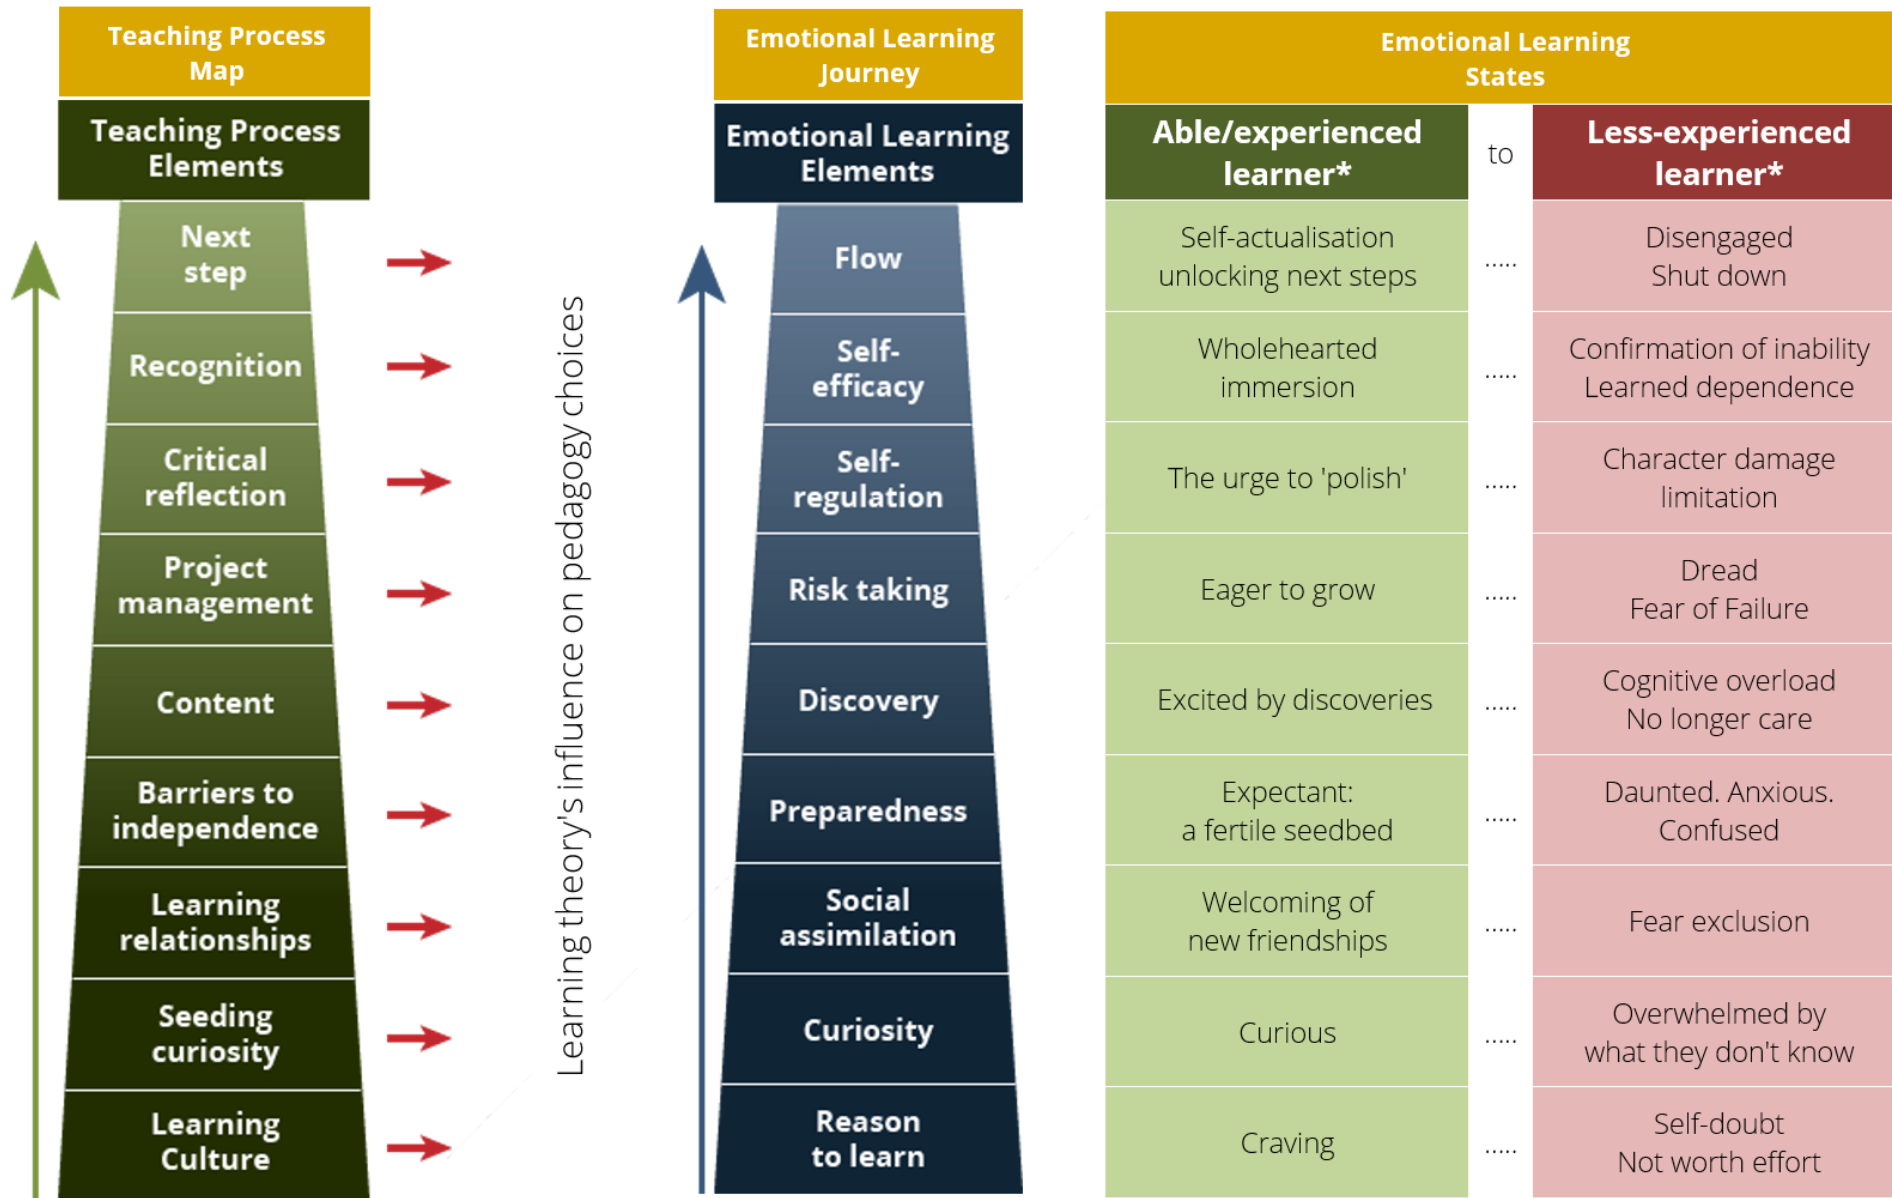 Teaching Process
Map
Teaching Process
Elements
Next
step
Recognition
Critical
reflection
Project
management
Content
Barriers to
independence
Learning
relationships
Seeding
curiosity
Learning
Culture
Learning theory's influence on pedagogy choices
Emotional Learning
Journey
Emotional Learning
Elements
Flow
Self-
efficacy
Self-
regulation
Risk taking
Discovery
Preparedness
Social
assimilation
Curiosity
Reason
to learn
Emotional Learning
States
Able/experienced
learner*
to
Less-experienced
learner*
Self-actualisation
unlocking next steps
.....
Disengaged
Shut down
Wholehearted
immersion
.....
Confirmation of inability
Learned dependence
The urge to 'polish'
.....
Character damage
limitation
Eager to grow
.....
Dread
Fear of Failure
Excited by discoveries
.....
Cognitive overload
No longer care
Expectant:
a fertile seedbed
.....
Daunted. Anxious.
Confused
Welcoming of
new friendships
.....
Fear exclusion
Curious
.....
Overwhelmed by
what they don't know
Craving
.....
Self-doubt
Not worth effort